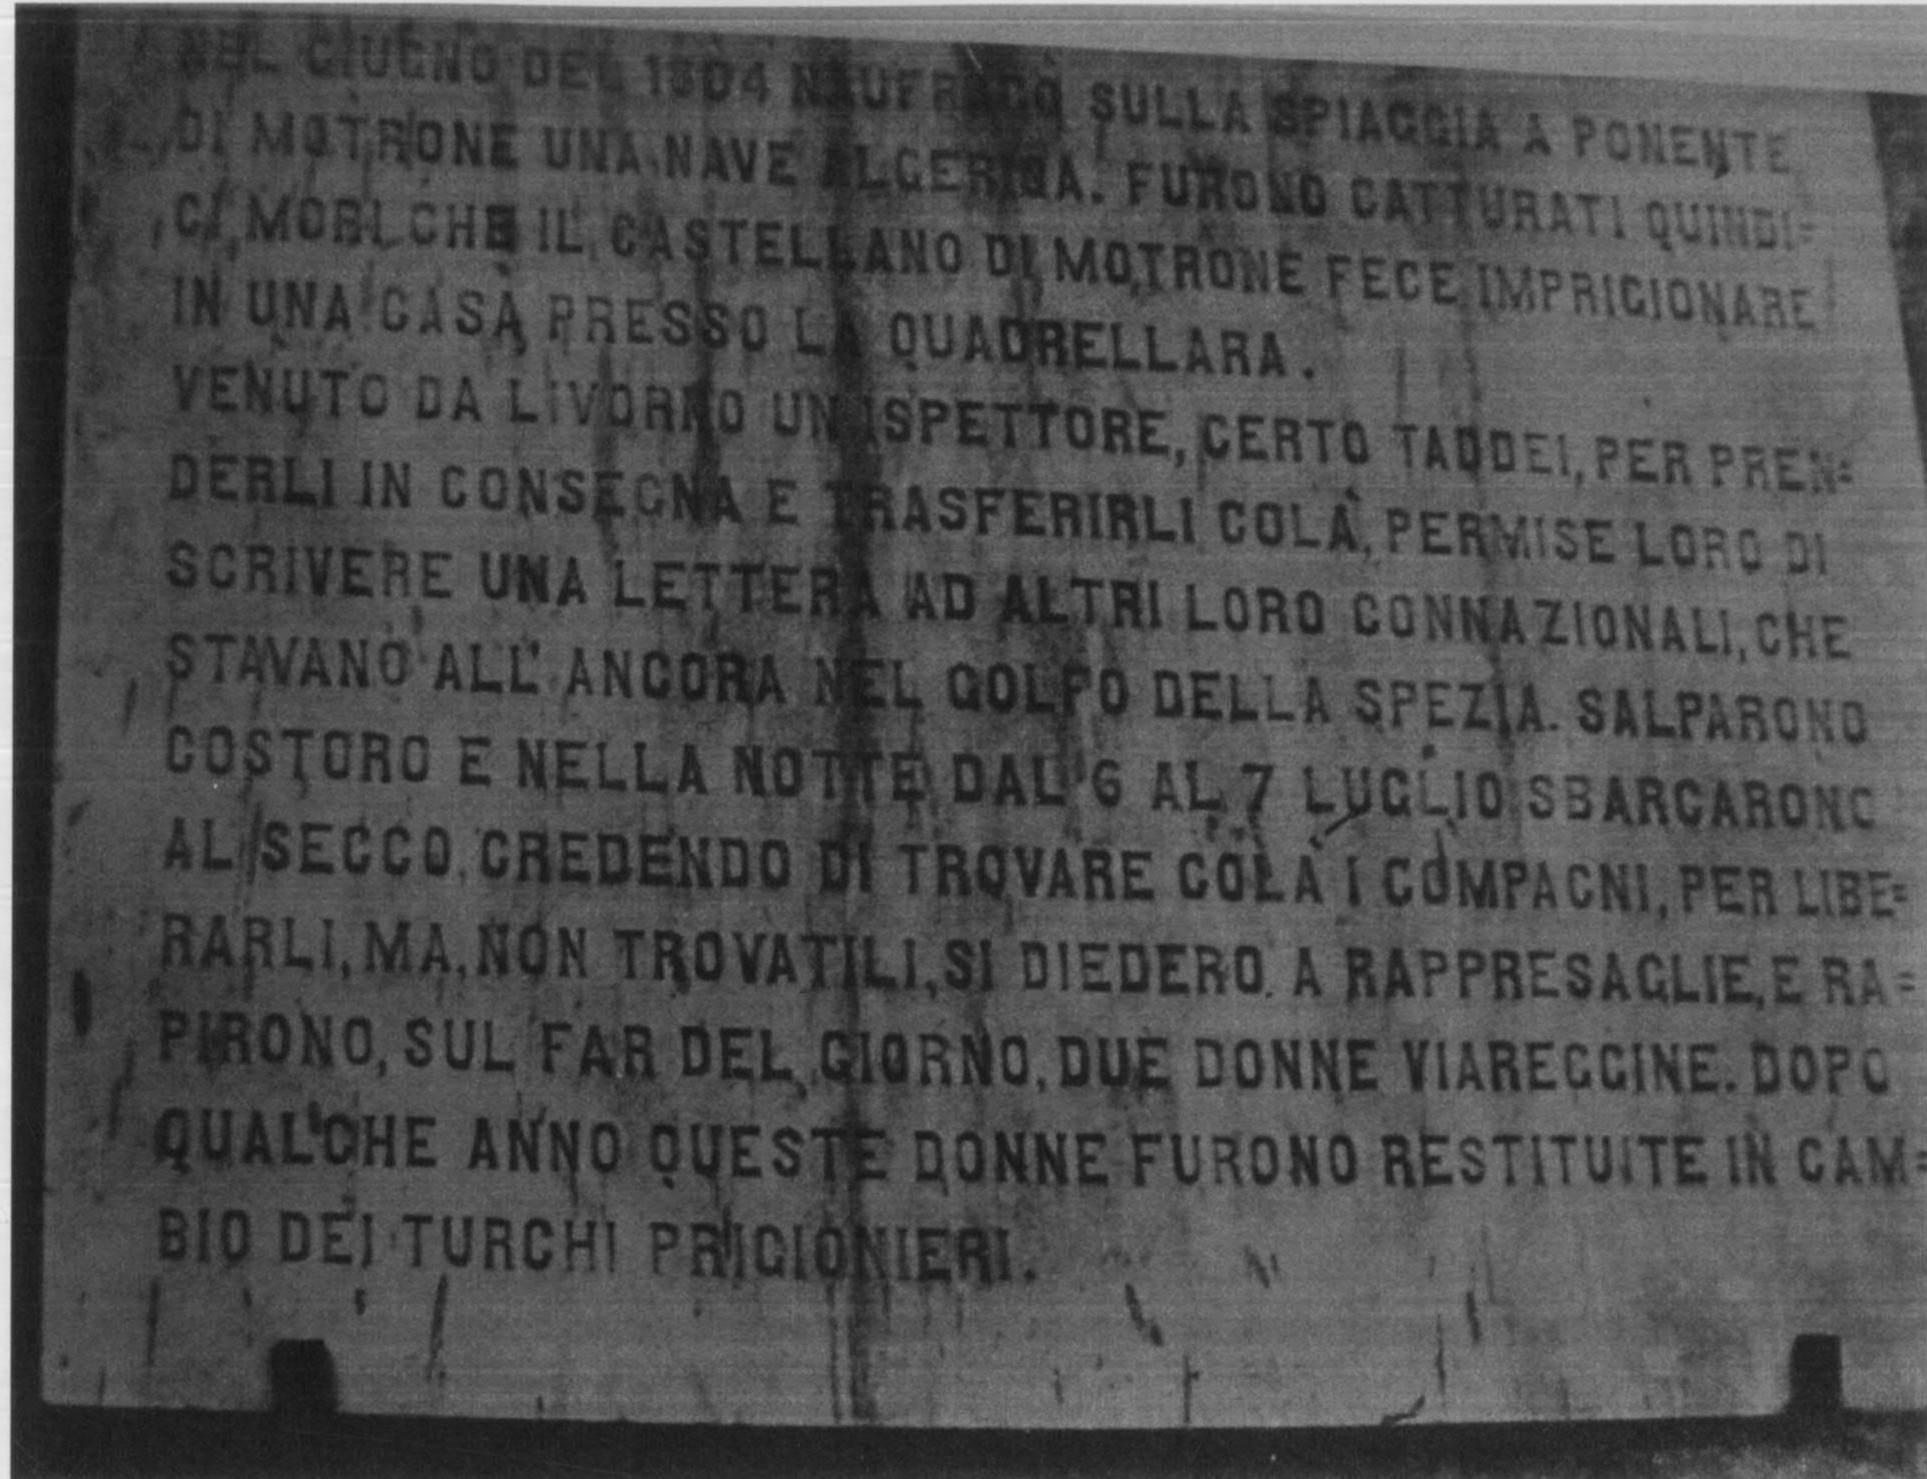 NEL GIUGNO DEL 1804 NAUFRAGÒ SULLA SPIAGGIA A PONENTE
DI MOTRONE UNA NAVE ALGERINA. FURONO CATTURATI QUINDI=
CI MORI CHE IL CASTELLANO DI MOTRONE FECE IMPRIGIONARE
IN UNA CASA PRESSO LA QUADRELLARA.
VENUTO DA LIVORNO UN ISPETTORE, CERTO TADDEI, PER PREN=
DERLI IN CONSEGNA E TRASFERIRLI COLÀ, PERMISE LORO DI
SCRIVERE UNA LETTERA AD ALTRI LORO CONNAZIONALI, CHE
STAVANO ALL'ANCORA NEL GOLFO DELLA SPEZIA. SALPARONO
COSTORO E NELLA NOTTE DAL 6 AL 7 LUGLIO SBARCARONO
AL SECCO, CREDENDO DI TROVARE COLÀ I COMPAGNI, PER LIBE=
RARLI, MA, NON TROVATILI, SI DIEDERO A RAPPRESAGLIE, E RA=
PIRONO, SUL FAR DEL GIORNO, DUE DONNE VIAREGGINE. DOPO
QUALCHE ANNO QUESTE DONNE FURONO RESTITUITE IN CAM=
BIO DEI TURCHI PRIGIONIERI.